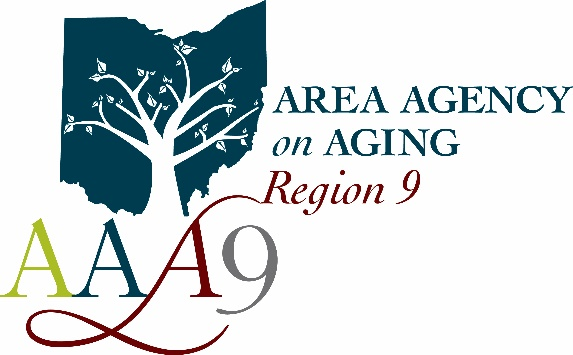 AREA AGENCY
on AGING
Region 9
AAA9